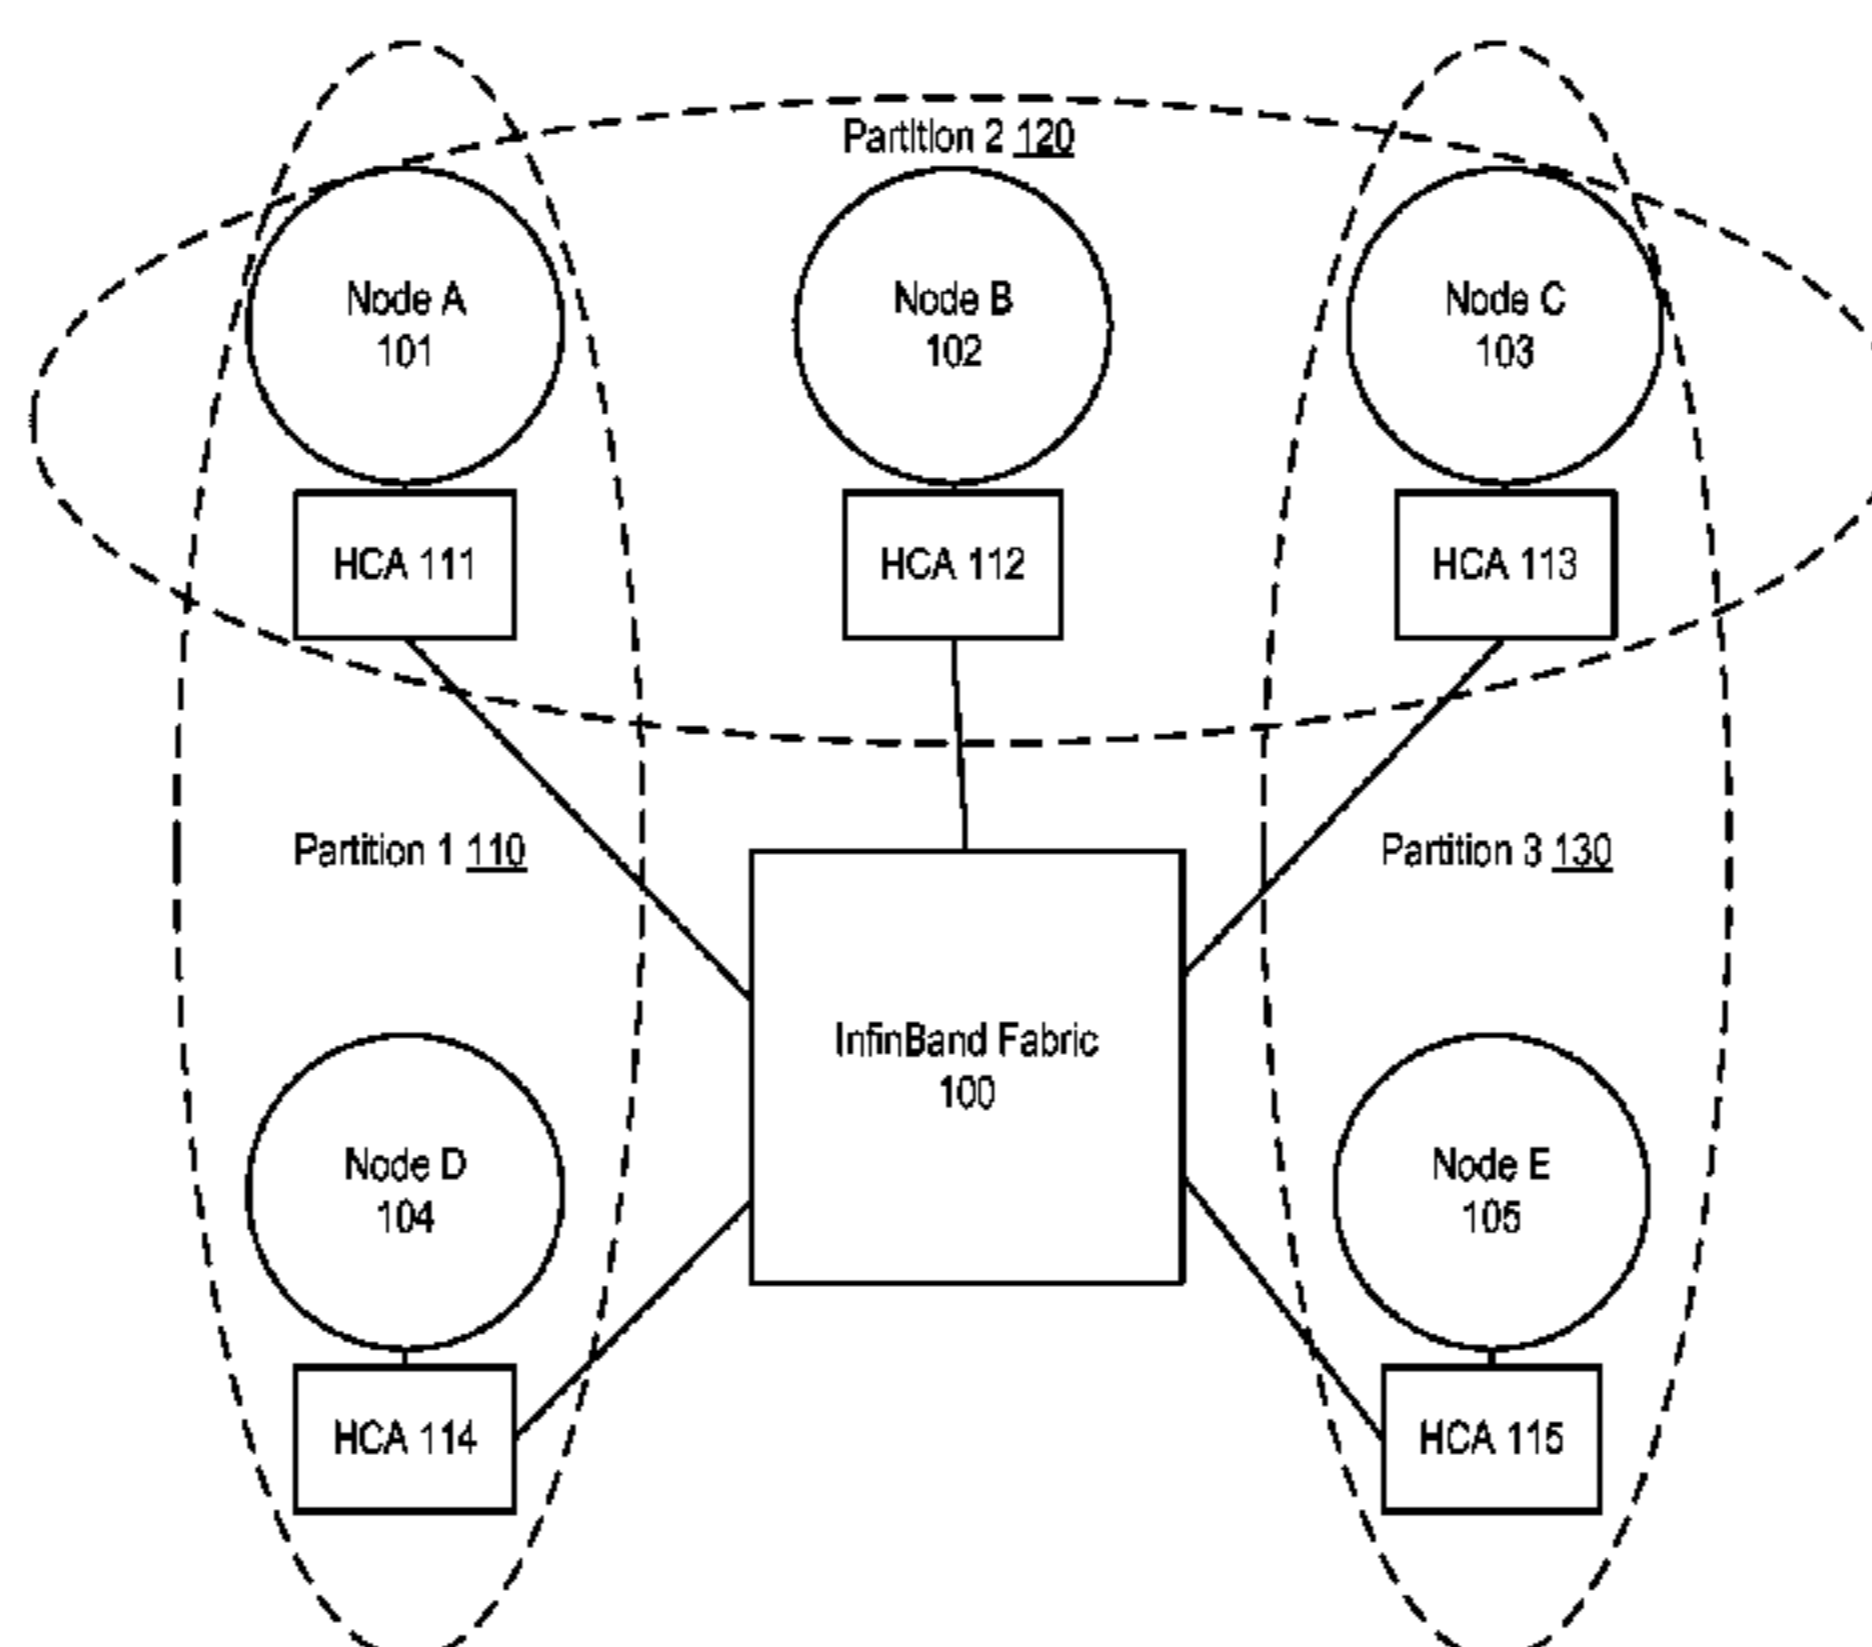 Partition 2 120
Node A
101
Node B
102
Node C
103
HCA 111
HCA 112
HCA 113
Partition 1 110
Partition 3 130
InfinBand Fabric
100
Node D
104
Node E
105
HCA 114
HCA 115